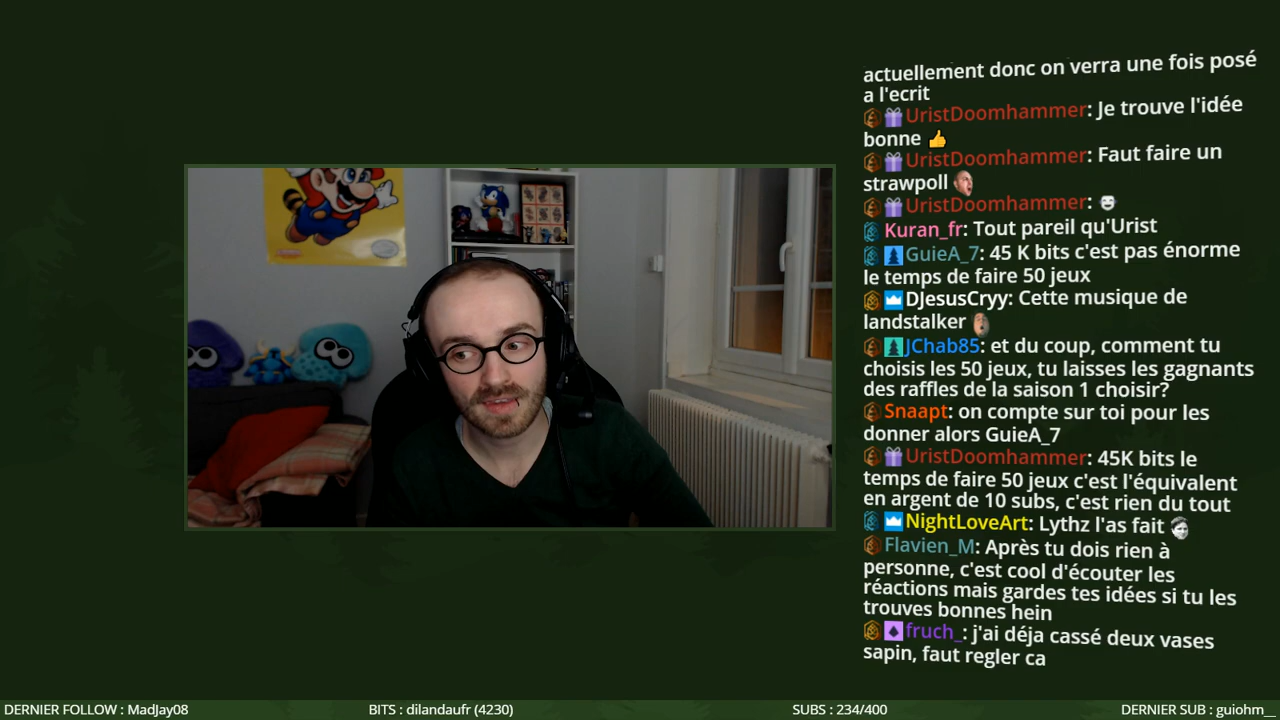 actuellement donc on verra une fois posé
a l'ecrit
UristDoomhammer: Je trouve l'idée
bonne 👍
UristDoomhammer: Faut faire un
strawpoll
UristDoomhammer:
Kuran_fr: Tout pareil qu'Urist
GuieA_7: 45 K bits c'est pas énorme
le temps de faire 50 jeux
DJesusCryy: Cette musique de
landstalker
JChab85: et du coup, comment tu
choisis les 50 jeux, tu laisses les gagnants
des raffles de la saison 1 choisir?
Snaapt: on compte sur toi pour les
donner alors GuieA_7
UristDoomhammer: 45K bits le
temps de faire 50 jeux c'est l'équivalent
en argent de 10 subs, c'est rien du tout
NightLoveArt: Lythz l'as fait
Flavien_M: Après tu dois rien à
personne, c'est cool d'écouter les
réactions mais gardes tes idées si tu les
trouves bonnes hein
fruch_: j'ai déja cassé deux vases
sapin, faut regler ca
DERNIER FOLLOW : MadJay08
BITS : dilandaufr (4230)
SUBS : 234/400
DERNIER SUB : guiohm__